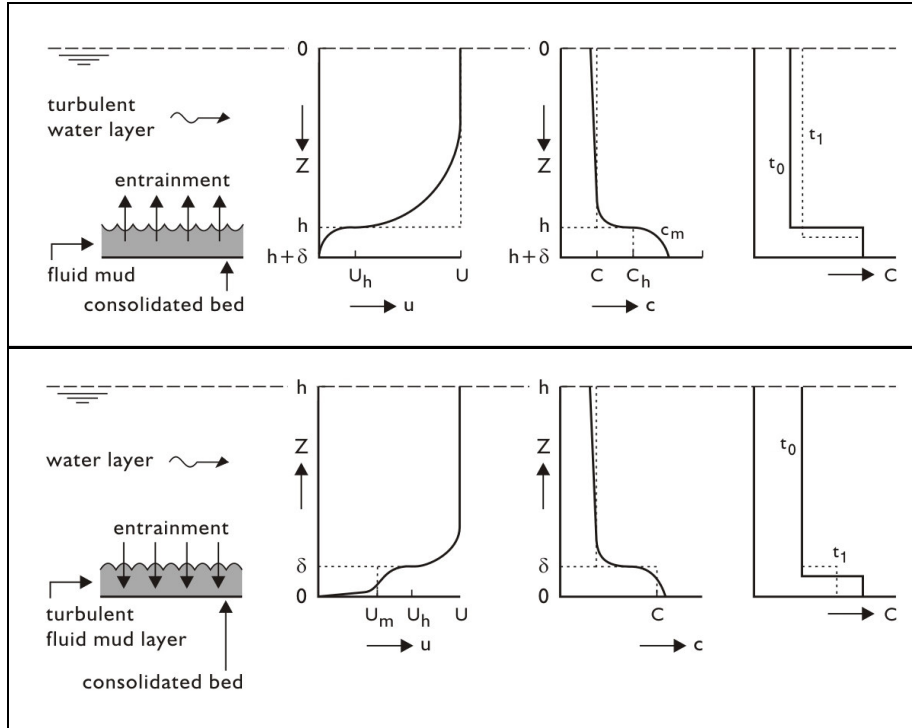 turbulent
water layer
entrainment
fluid mud
consolidated bed
0
Z
h
h + δ
U_h
U
u
0
Z
h
h + δ
c_m
C
C_h
c
t_0
t_1
C
water layer
entrainment
turbulent
fluid mud layer
consolidated bed
h
Z
δ
0
U_m
U_h
U
u
h
Z
δ
0
C
c
t_0
t_1
C